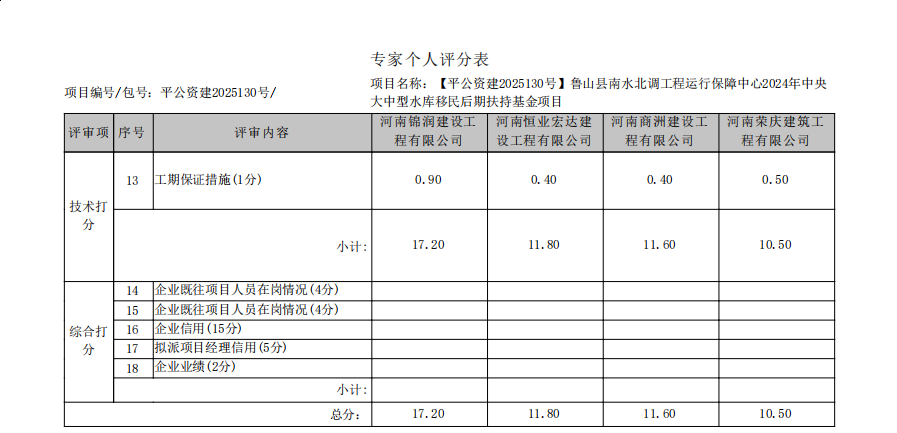 专家个人评分表
项目编号/包号：平公资建2025130号/
项目名称：【平公资建2025130号】鲁山县南水北调工程运行保障中心2024年中央
大中型水库移民后期扶持基金项目
评审项 序号 评审内容 河南锦润建设工程有限公司 河南恒业宏达建设工程有限公司 河南商洲建设工程有限公司 河南荣庆建筑工程有限公司
技术打分 13 工期保证措施(1分) 0.90 0.40 0.40 0.50
小计: 17.20 11.80 11.60 10.50
综合打分 14 企业既往项目人员在岗情况(4分)
15 企业既往项目人员在岗情况(4分)
16 企业信用(15分)
17 拟派项目经理信用(5分)
18 企业业绩(2分)
小计:
总分: 17.20 11.80 11.60 10.50